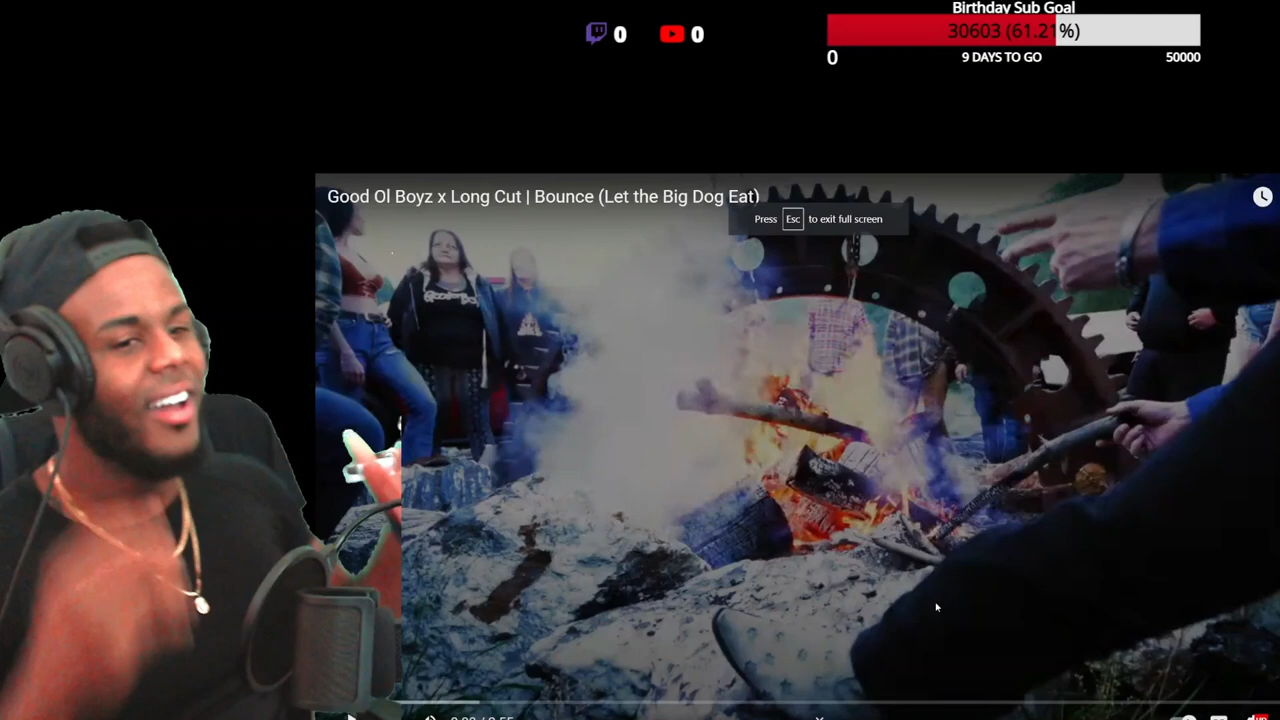 Birthday Sub Goal
0
0
30603 (61.21%)
0
9 DAYS TO GO
50000
Good Ol Boyz x Long Cut | Bounce (Let the Big Dog Eat)
Press Esc to exit full screen